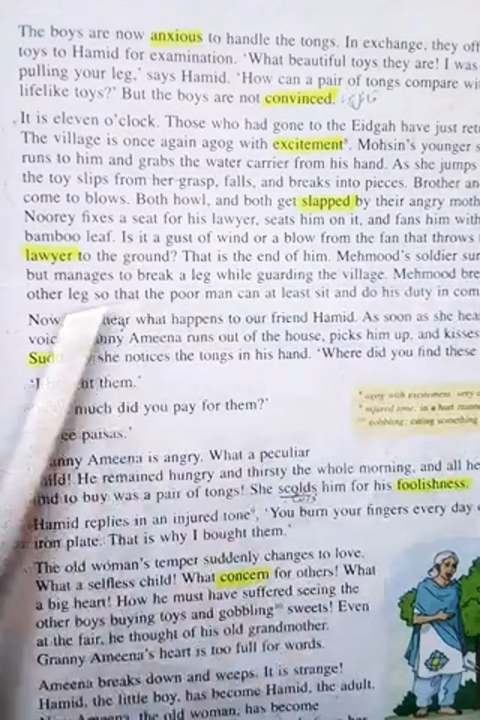 The boys are now anxious to handle the tongs. In exchange, they off
toys to Hamid for examination. 'What beautiful toys they are! I was
pulling your leg,' says Hamid. 'How can a pair of tongs compare wi
lifelike toys?' But the boys are not convinced.
It is eleven o'clock. Those who had gone to the Eidgah have just ret
The village is once again agog with excitement*. Mohsin's younger s
runs to him and grabs the water carrier from his hand. As she jumps
the toy slips from her grasp, falls, and breaks into pieces. Brother an
come to blows. Both howl, and both get slapped by their angry moth
Noorey fixes a seat for his lawyer, seats him on it, and fans him with
bamboo leaf. Is it a gust of wind or a blow from the fan that throws
lawyer to the ground? That is the end of him. Mehmood's soldier sur
but manages to break a leg while guarding the village. Mehmood bre
other leg so that the poor man can at least sit and do his duty in com
Now hear what happens to our friend Hamid. As soon as she hea
voic nny Ameena runs out of the house, picks him up, and kisses
Sud she notices the tongs in his hand. 'Where did you find these
ht them.'
much did you pay for them?'
ee paisas.'
anny Ameena is angry. What a peculiar
ild! He remained hungry and thirsty the whole morning, and all he
nd to buy was a pair of tongs! She scolds him for his foolishness.
Hamid replies in an injured tone*, 'You burn your fingers every day
iron plate. That is why I bought them.'
The old woman's temper suddenly changes to love.
What a selfless child! What concern for others! What
a big heart! How he must have suffered seeing the
other boys buying toys and gobbling** sweets! Even
at the fair, he thought of his old grandmother.
Granny Ameena's heart is too full for words.
Ameena breaks down and weeps. It is strange!
Hamid, the little boy, has become Hamid, the adult.
Ameena, the old woman, has become
* agog with excitement: very
* injured tone: in a hurt mann
** gobbling: eating something